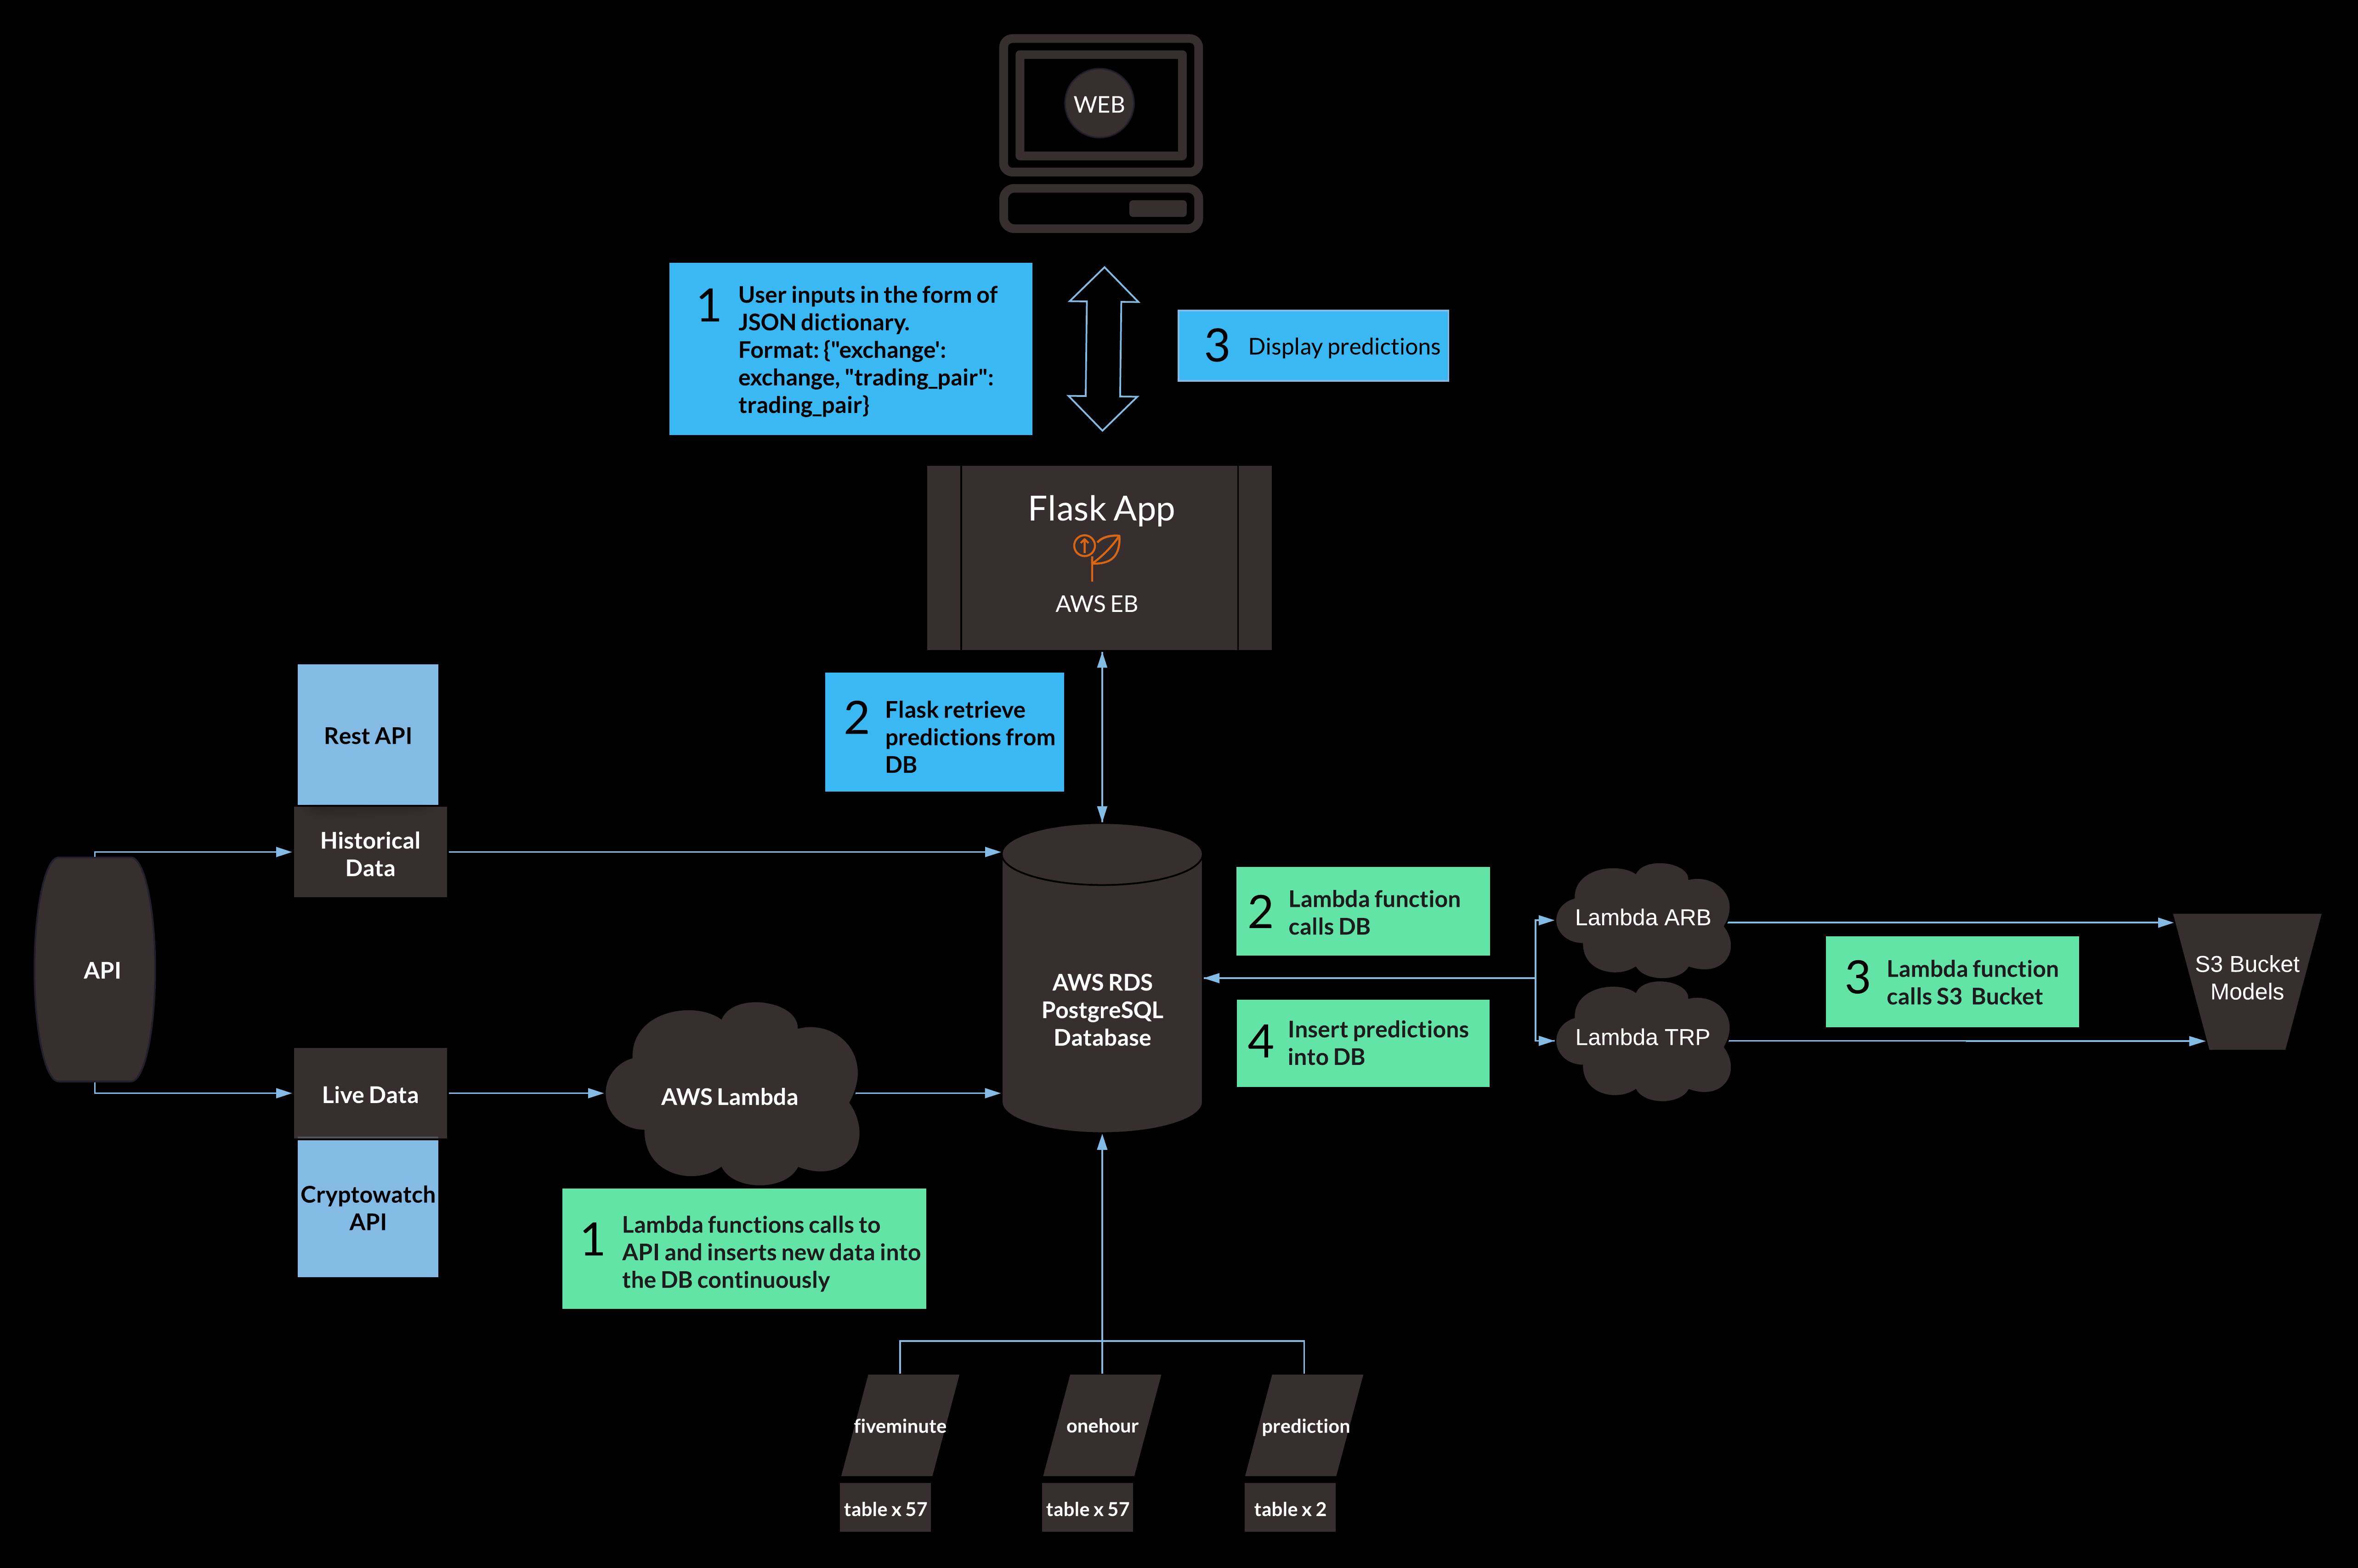 WEB
1
User inputs in the form of
JSON dictionary.
Format: {"exchange':
exchange, "trading_pair":
trading_pair}
3
Display predictions
Flask App
AWS EB
2
Flask retrieve
predictions from
DB
Rest API
Historical
Data
API
Live Data
Cryptowatch
API
AWS Lambda
1
Lambda functions calls to
API and inserts new data into
the DB continuously
AWS RDS
PostgreSQL
Database
2
Lambda function
calls DB
4
Insert predictions
into DB
Lambda ARB
Lambda TRP
3
Lambda function
calls S3  Bucket
S3 Bucket
Models
fiveminute
onehour
prediction
table x 57
table x 57
table x 2